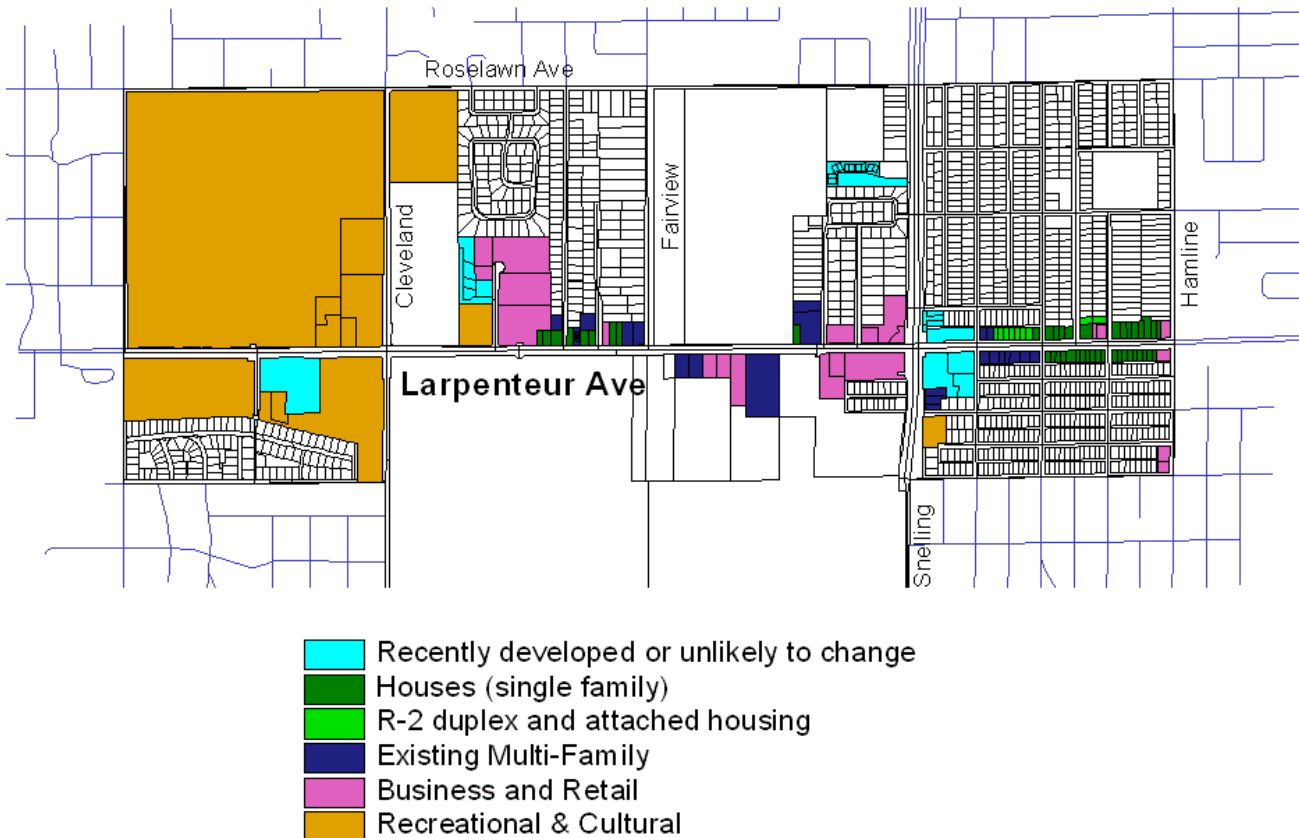 Roselawn Ave
Cleveland
Fairview
Hamline
Larpenteur Ave
Snelling
Recently developed or unlikely to change
Houses (single family)
R-2 duplex and attached housing
Existing Multi-Family
Business and Retail
Recreational & Cultural